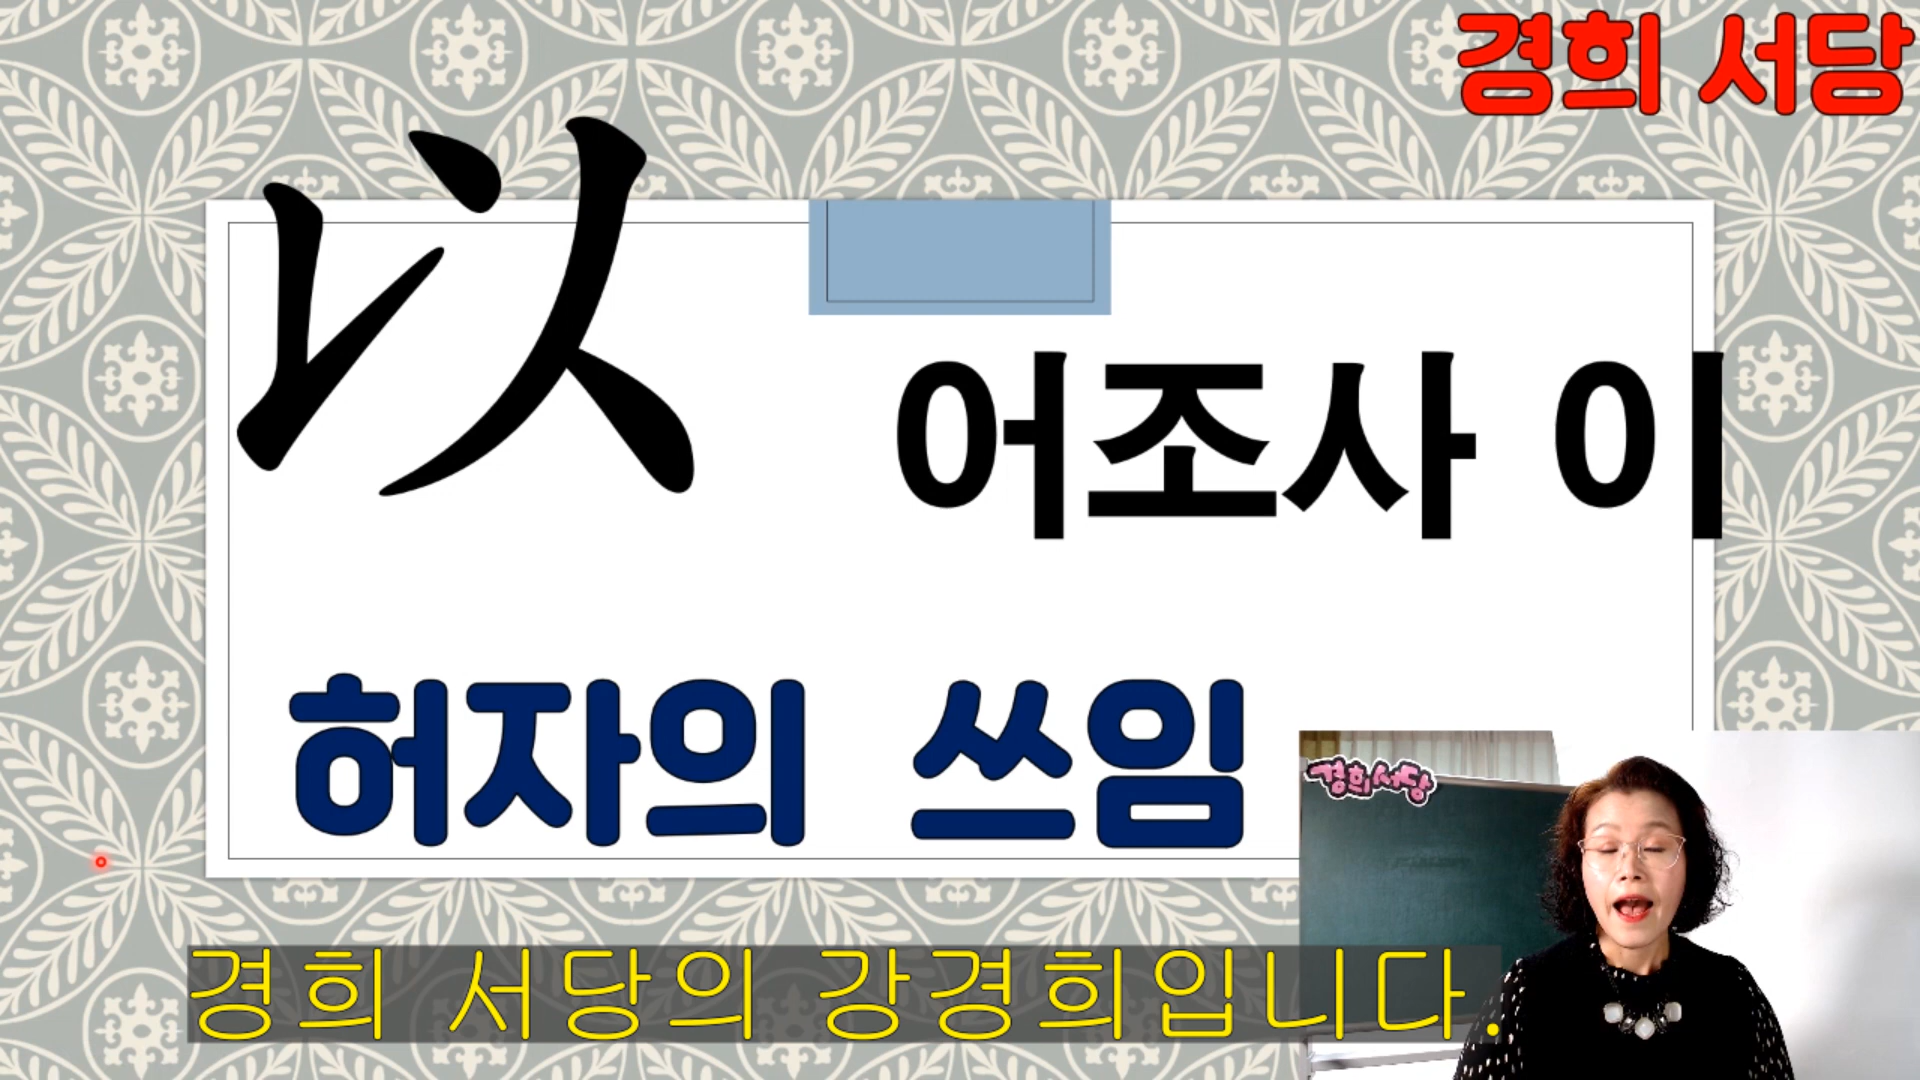 경희 서당
以
어조사 이
허자의 쓰임
경희서당
경희 서당의 강경희입니다.